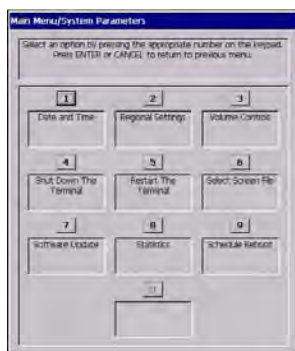 Main Menu/System Parameters
Select an option by pressing the appropriate number on the keypad.
Press ENTER or CANCEL to return to
previous menu.
1 2 3
Date and Time Regional Settings Volume Controls
4 5 6
Shut Down The Restart The Select Screen File
Terminal Terminal
7 8 9
Software Update Statistics Schedule Reboot